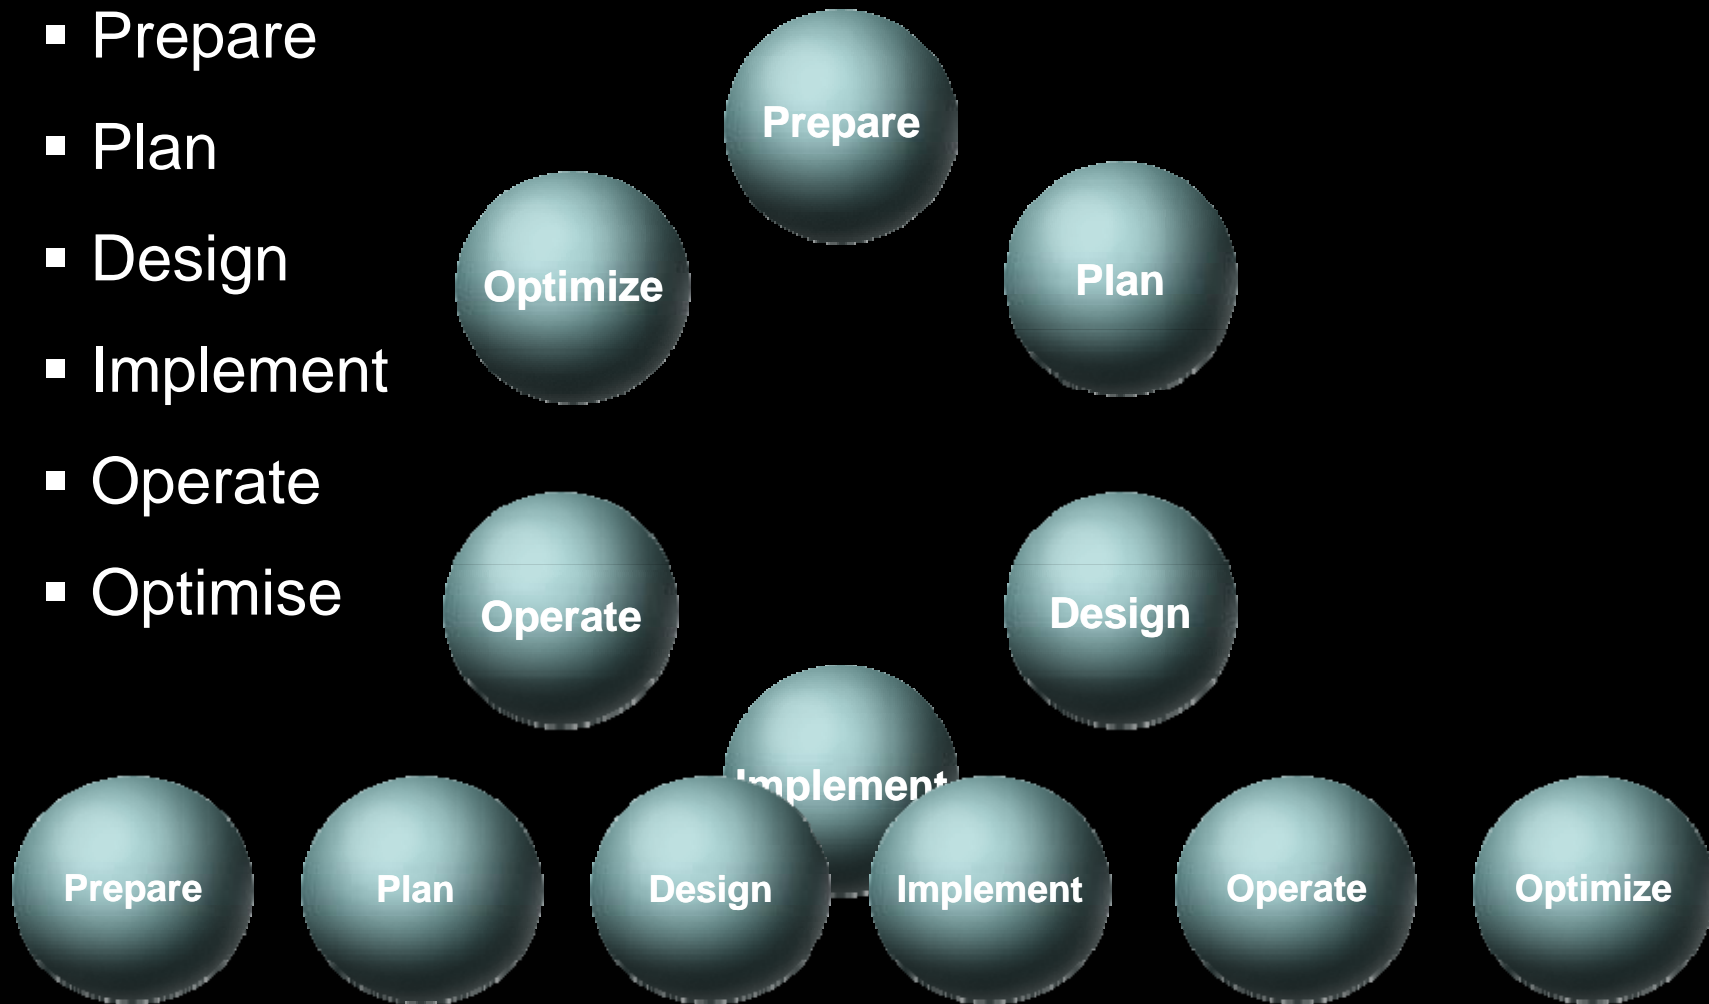 Prepare
Plan
Design
Implement
Operate
Optimise
Prepare
Optimize
Plan
Operate
Design
Implement
Prepare
Plan
Design
Implement
Operate
Optimize